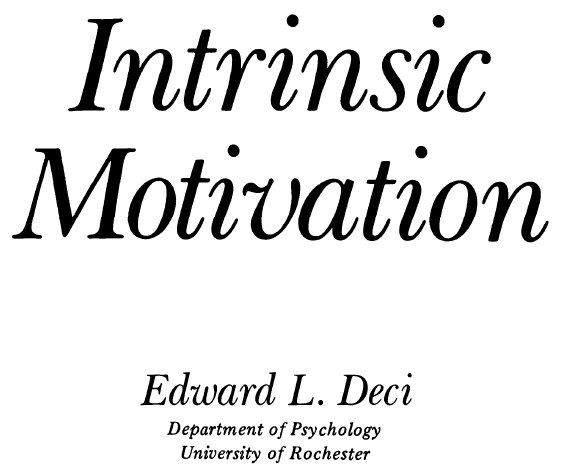 Intrinsic
Motivation
Edward L. Deci
Department of Psychology
University of Rochester